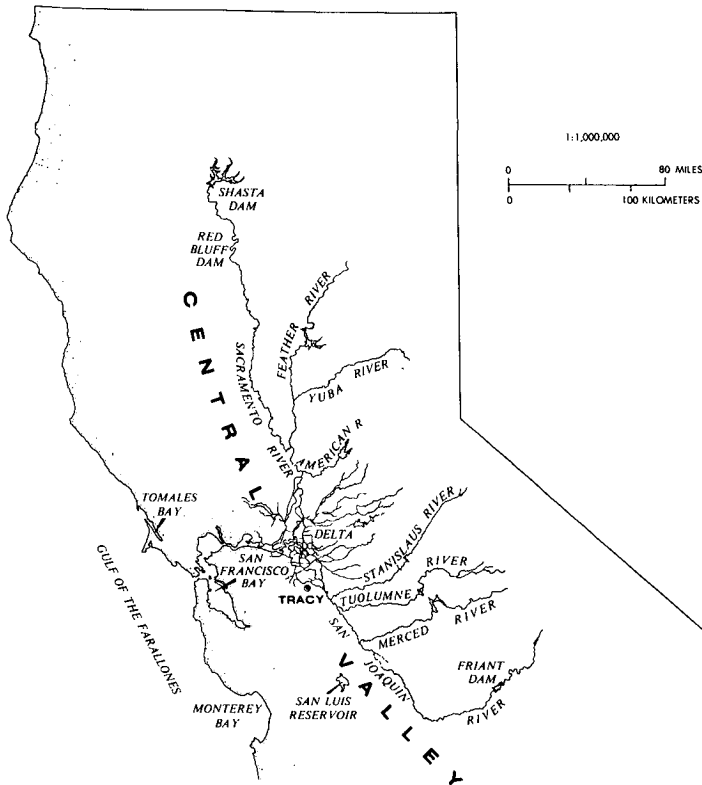 1:1,000,000
0 80 MILES
0 100 KILOMETERS
SHASTA
DAM
RED
BLUFF
DAM
CENTRAL
SACRAMENTO
RIVER
FEATHER
RIVER
YUBA RIVER
AMERICAN R
TOMALES
BAY
DELTA
STANISLAUS RIVER
SAN
FRANCISCO
BAY
TRACY
TUOLUMNE RIVER
MERCED RIVER
GULF OF THE FARALLONES
SAN JOAQUIN
RIVER
VALLEY
FRIANT
DAM
SAN LUIS
RESERVOIR
MONTEREY
BAY